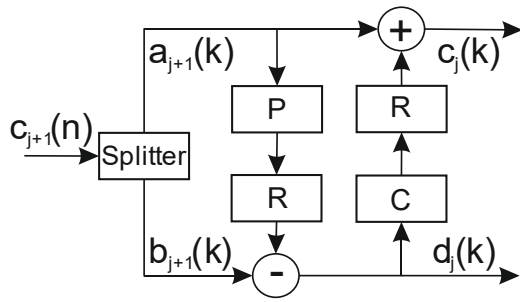 a_{j+1}(k)
+
c_j(k)
P
R
c_{j+1}(n)
Splitter
R
C
b_{j+1}(k)
-
d_j(k)